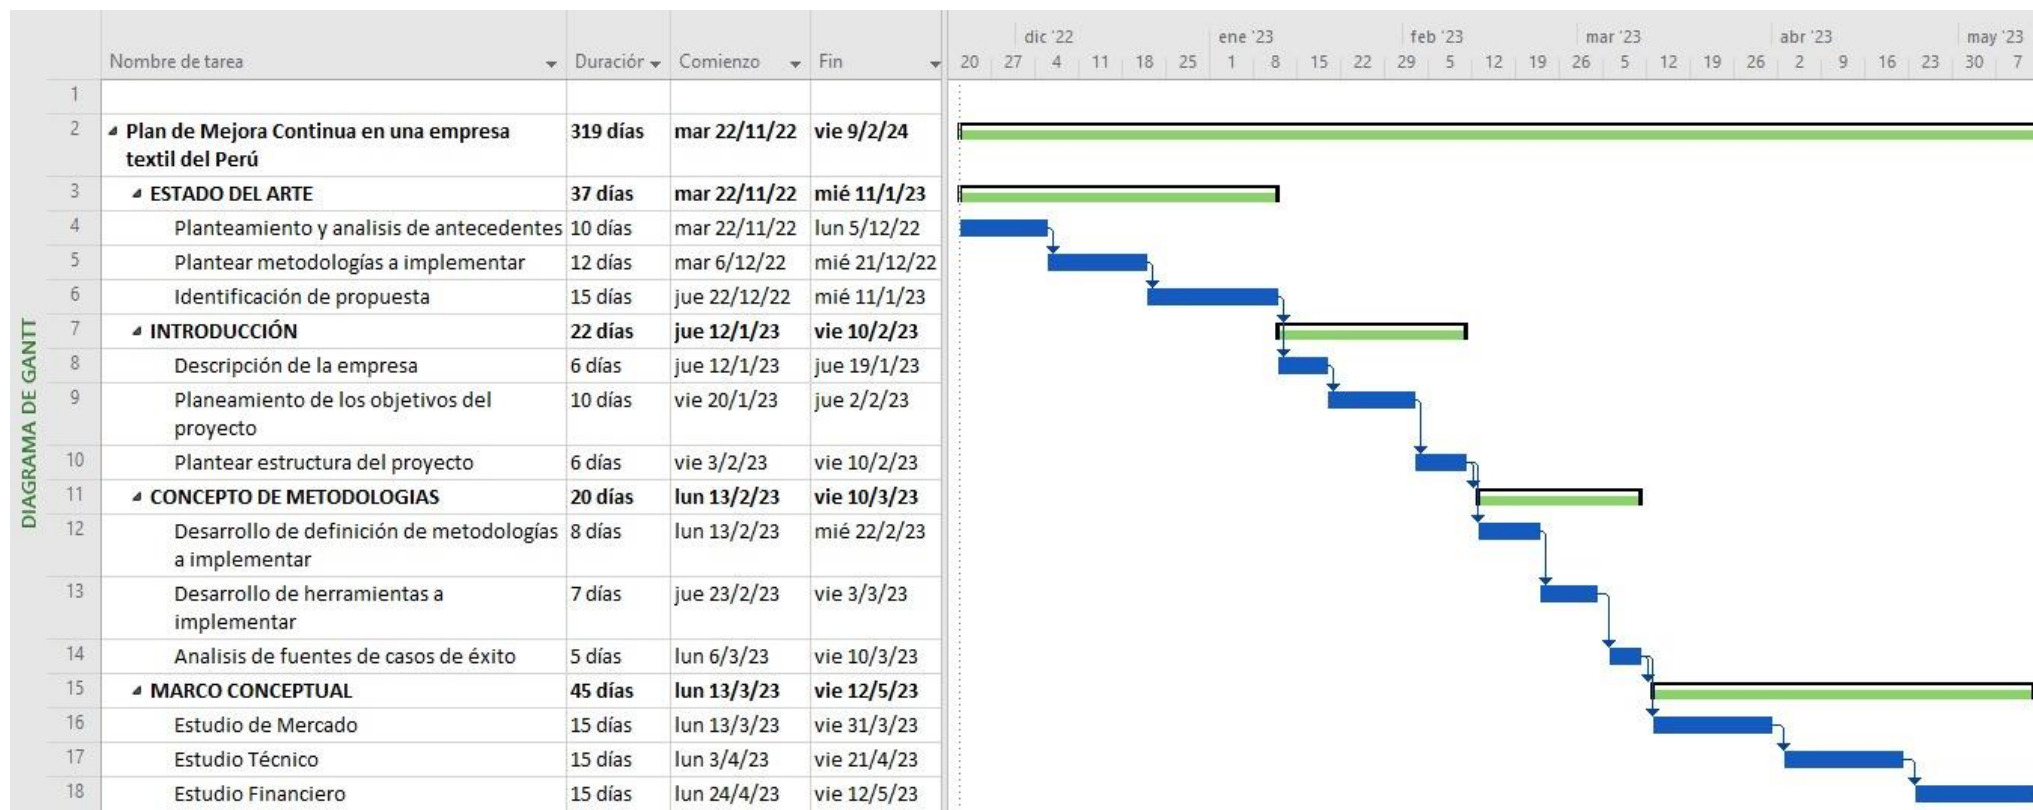 DIAGRAMA DE GANTT
Nombre de tarea Duración Comienzo Fin
dic '22 ene '23 feb '23 mar '23 abr '23 may '23
20 27 4 11 18 25 1 8 15 22 29 5 12 19 26 5 12 19 26 2 9 16 23 30 7
1
2 Plan de Mejora Continua en una empresa 319 días mar 22/11/22 vie 9/2/24
textil del Perú
3 ESTADO DEL ARTE 37 días mar 22/11/22 mié 11/1/23
4 Planteamiento y analisis de antecedentes 10 días mar 22/11/22 lun 5/12/22
5 Plantear metodologías a implementar 12 días mar 6/12/22 mié 21/12/22
6 Identificación de propuesta 15 días jue 22/12/22 mié 11/1/23
7 INTRODUCCIÓN 22 días jue 12/1/23 vie 10/2/23
8 Descripción de la empresa 6 días jue 12/1/23 jue 19/1/23
9 Planeamiento de los objetivos del 10 días vie 20/1/23 jue 2/2/23
proyecto
10 Plantear estructura del proyecto 6 días vie 3/2/23 vie 10/2/23
11 CONCEPTO DE METODOLOGIAS 20 días lun 13/2/23 vie 10/3/23
12 Desarrollo de definición de metodologías 8 días lun 13/2/23 mié 22/2/23
a implementar
13 Desarrollo de herramientas a 7 días jue 23/2/23 vie 3/3/23
implementar
14 Analisis de fuentes de casos de éxito 5 días lun 6/3/23 vie 10/3/23
15 MARCO CONCEPTUAL 45 días lun 13/3/23 vie 12/5/23
16 Estudio de Mercado 15 días lun 13/3/23 vie 31/3/23
17 Estudio Técnico 15 días lun 3/4/23 vie 21/4/23
18 Estudio Financiero 15 días lun 24/4/23 vie 12/5/23